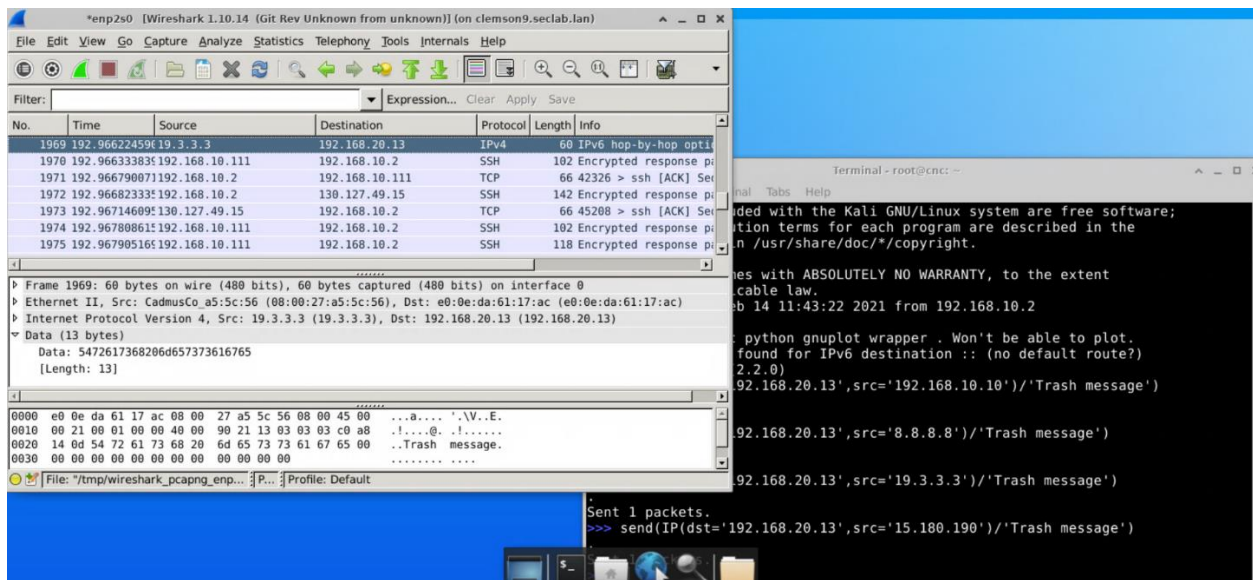 *enp2s0 [Wireshark 1.10.14 (Git Rev Unknown from unknown)] (on clemson9.seclab.lan)
File Edit View Go Capture Analyze Statistics Telephony Tools Internals Help
Filter: Expression... Clear Apply Save
No. Time Source Destination Protocol Length Info
1969 192.966224590 19.3.3.3 192.168.20.13 IPv4 60 IPv6 hop-by-hop optio
1970 192.966333839 192.168.10.111 192.168.10.2 SSH 102 Encrypted response pa
1971 192.966790071 192.168.10.2 192.168.10.111 TCP 66 42326 > ssh [ACK] Sec
1972 192.966823335 192.168.10.2 130.127.49.15 SSH 142 Encrypted response pa
1973 192.967146095 130.127.49.15 192.168.10.2 TCP 66 45208 > ssh [ACK] Sec
1974 192.967808615 192.168.10.111 192.168.10.2 SSH 102 Encrypted response pa
1975 192.967905169 192.168.10.111 192.168.10.2 SSH 118 Encrypted response pa
Frame 1969: 60 bytes on wire (480 bits), 60 bytes captured (480 bits) on interface 0
Ethernet II, Src: CadmusCo_a5:5c:56 (08:00:27:a5:5c:56), Dst: e0:0e:da:61:17:ac (e0:0e:da:61:17:ac)
Internet Protocol Version 4, Src: 19.3.3.3 (19.3.3.3), Dst: 192.168.20.13 (192.168.20.13)
Data (13 bytes)
Data: 5472617368206d657373616765
[Length: 13]
0000 e0 0e da 61 17 ac 08 00 27 a5 5c 56 08 00 45 00 ...a.... '.\V..E.
0010 00 21 00 01 00 00 40 00 90 21 13 03 03 03 c0 a8 .!....@. .!......
0020 14 0d 54 72 61 73 68 20 6d 65 73 73 61 67 65 00 ..Trash message.
0030 00 00 00 00 00 00 00 00 00 00 00 00 ........ ....
File: "/tmp/wireshark_pcapng_enp... P... Profile: Default
Terminal - root@cnc: ~
nal Tabs Help
uded with the Kali GNU/Linux system are free software;
ution terms for each program are described in the
n /usr/share/doc/*/copyright.
es with ABSOLUTELY NO WARRANTY, to the extent
cable law.
eb 14 11:43:22 2021 from 192.168.10.2
python gnuplot wrapper . Won't be able to plot.
found for IPv6 destination :: (no default route?)
2.2.0)
92.168.20.13',src='192.168.10.10')/'Trash message')
92.168.20.13',src='8.8.8.8')/'Trash message')
92.168.20.13',src='19.3.3.3')/'Trash message')
.
Sent 1 packets.
>>> send(IP(dst='192.168.20.13',src='15.180.190')/'Trash message')
.